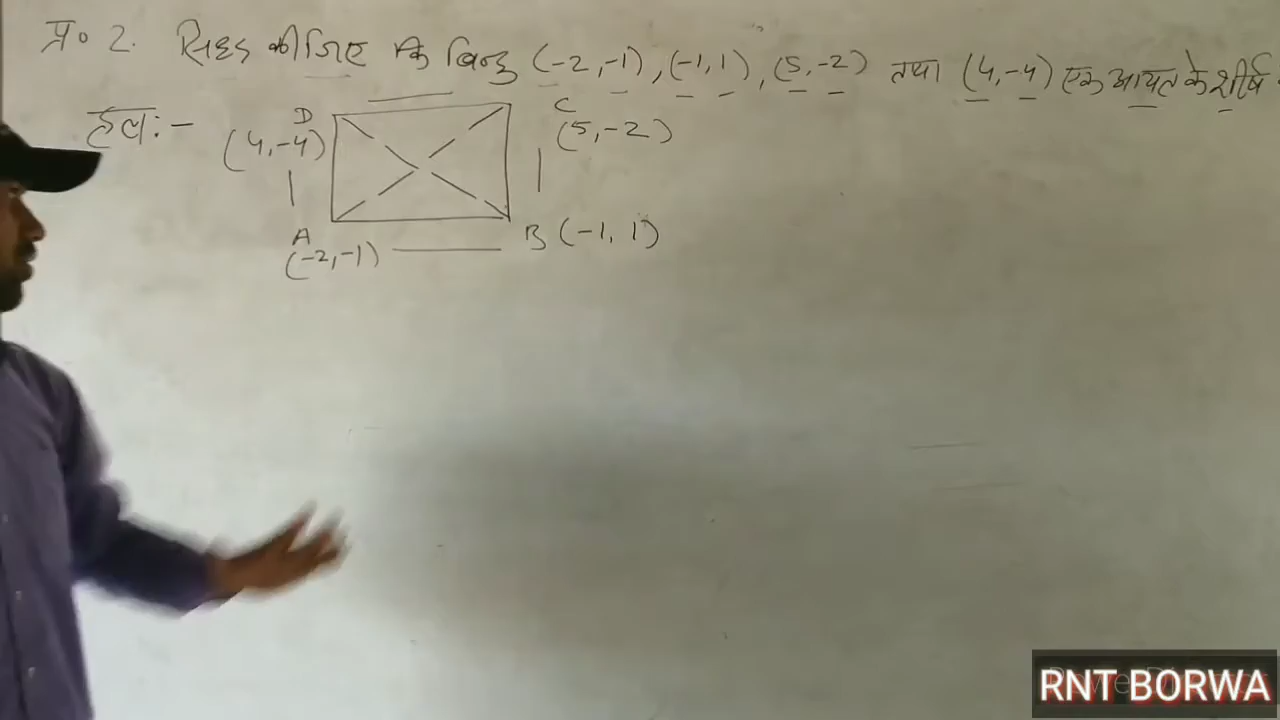 प्र० 2. सिद्ध कीजिए कि बिन्दु (-2,-1), (-1, 1), (5,-2) तथा (4,-4) एक आयत के शीर्ष
हल:-
D
C
(4,-4)
(5,-2)
A
B (-1, 1)
(-2,-1)
RNT BORWA